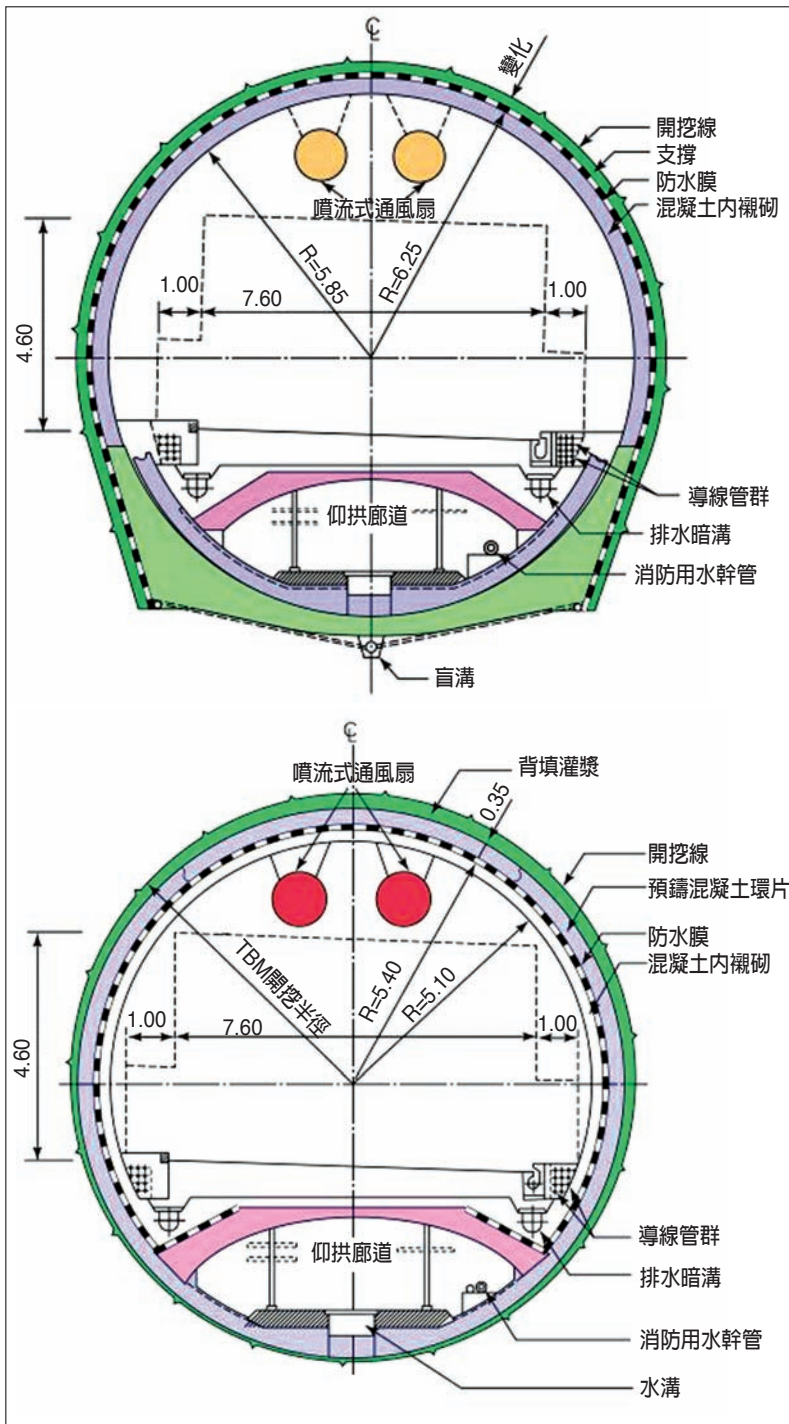 ℄
變化
開挖線
支撐
防水膜
混凝土內襯砌
噴流式通風扇
R=5.85
R=6.25
1.00
7.60
1.00
4.60
導線管群
仰拱廊道
排水暗溝
消防用水幹管
盲溝
℄
噴流式通風扇
背填灌漿
0.35
開挖線
預鑄混凝土環片
防水膜
混凝土內襯砌
TBM開挖半徑
R=5.40
R=5.10
1.00
7.60
1.00
4.60
導線管群
仰拱廊道
排水暗溝
消防用水幹管
水溝